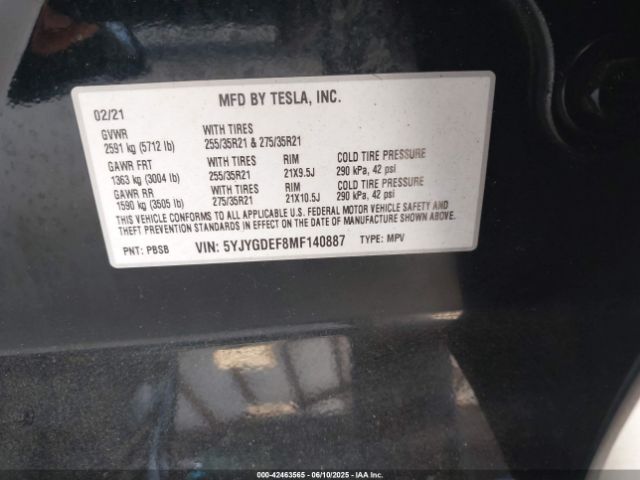 MFD BY TESLA, INC.
02/21
GVWR WITH TIRES
2591 kg (5712 lb) 255/35R21 & 275/35R21
GAWR FRT WITH TIRES RIM COLD TIRE PRESSURE
1363 kg (3004 lb) 255/35R21 21X9.5J 290 kPa, 42 psi
GAWR RR WITH TIRES RIM COLD TIRE PRESSURE
1590 kg (3505 lb) 275/35R21 21X10.5J 290 kPa, 42 psi
THIS VEHICLE CONFORMS TO ALL APPLICABLE U.S. FEDERAL MOTOR VEHICLE SAFETY AND
THEFT PREVENTION STANDARDS IN EFFECT ON THE DATE OF MANUFACTURE SHOWN ABOVE.
PNT: PBSB VIN: 5YJYGDEF8MF140887 TYPE: MPV
000-42463565 - 06/10/2025 - IAA Inc.